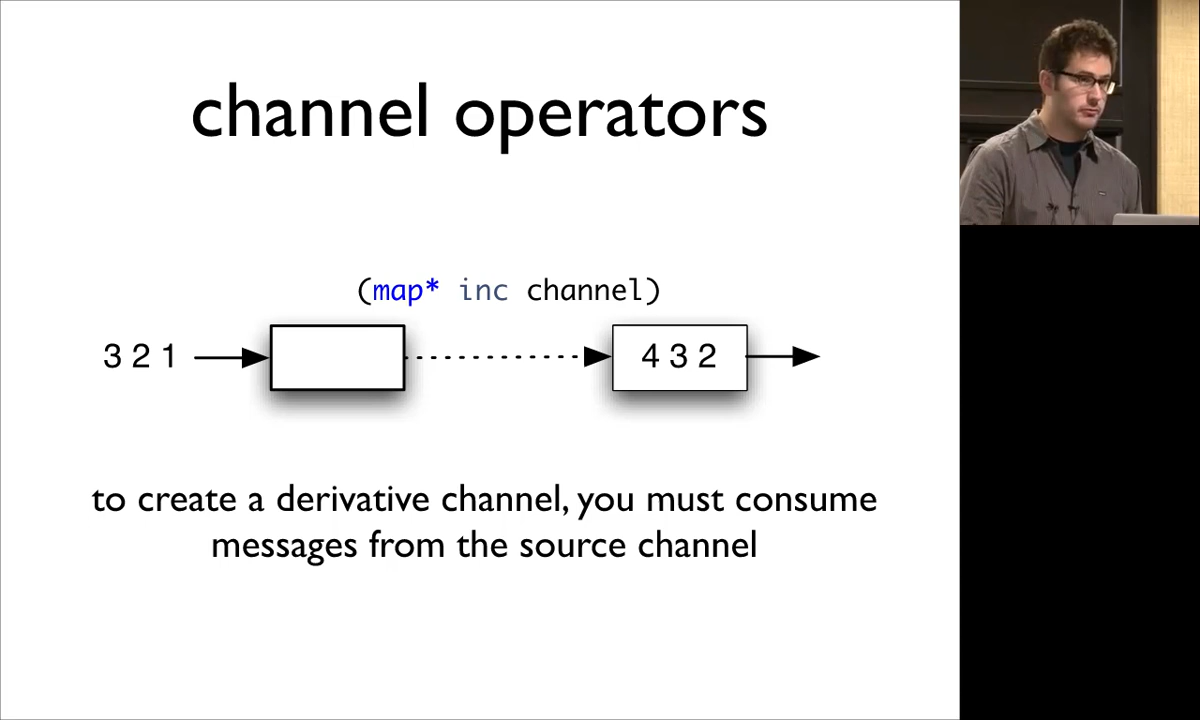 channel operators
(map* inc channel)
3 2 1
4 3 2
to create a derivative channel, you must consume
messages from the source channel